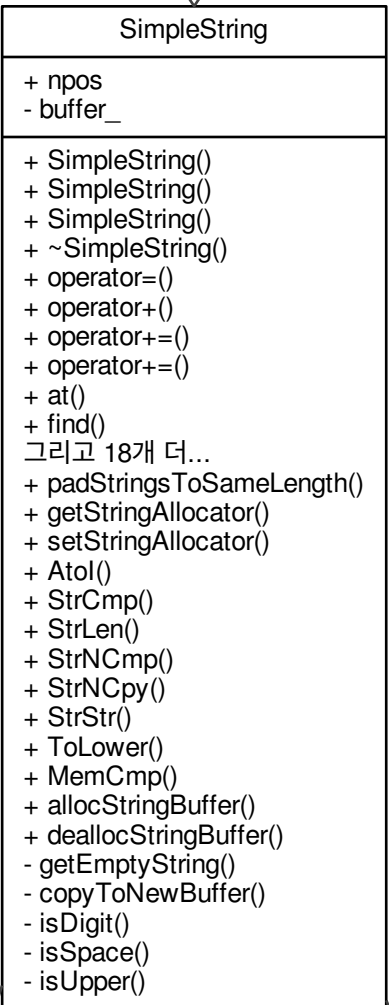 SimpleString
+ npos
- buffer_
+ SimpleString()
+ SimpleString()
+ SimpleString()
+ ~SimpleString()
+ operator=()
+ operator+()
+ operator+=()
+ operator+=()
+ at()
+ find()
그리고 18개 더...
+ padStringsToSameLength()
+ getStringAllocator()
+ setStringAllocator()
+ AtoI()
+ StrCmp()
+ StrLen()
+ StrNCmp()
+ StrNCpy()
+ StrStr()
+ ToLower()
+ MemCmp()
+ allocStringBuffer()
+ deallocStringBuffer()
- getEmptyString()
- copyToNewBuffer()
- isDigit()
- isSpace()
- isUpper()